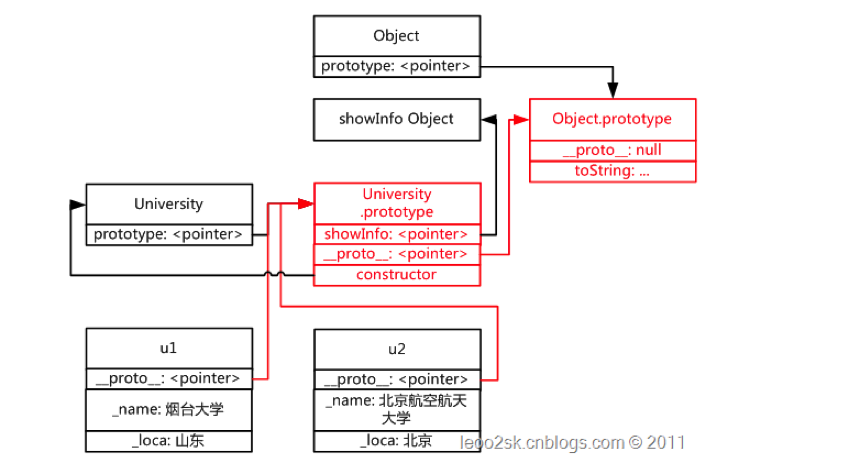 Object
prototype: <pointer>
showInfo Object
Object.prototype
__proto__: null
toString: ...
University
prototype: <pointer>
University
.prototype
showInfo: <pointer>
__proto__: <pointer>
constructor
u1
__proto__: <pointer>
_name: 烟台大学
_loca: 山东
u2
__proto__: <pointer>
_name: 北京航空航天
大学
_loca: 北京
leoo2sk.cnblogs.com © 2011